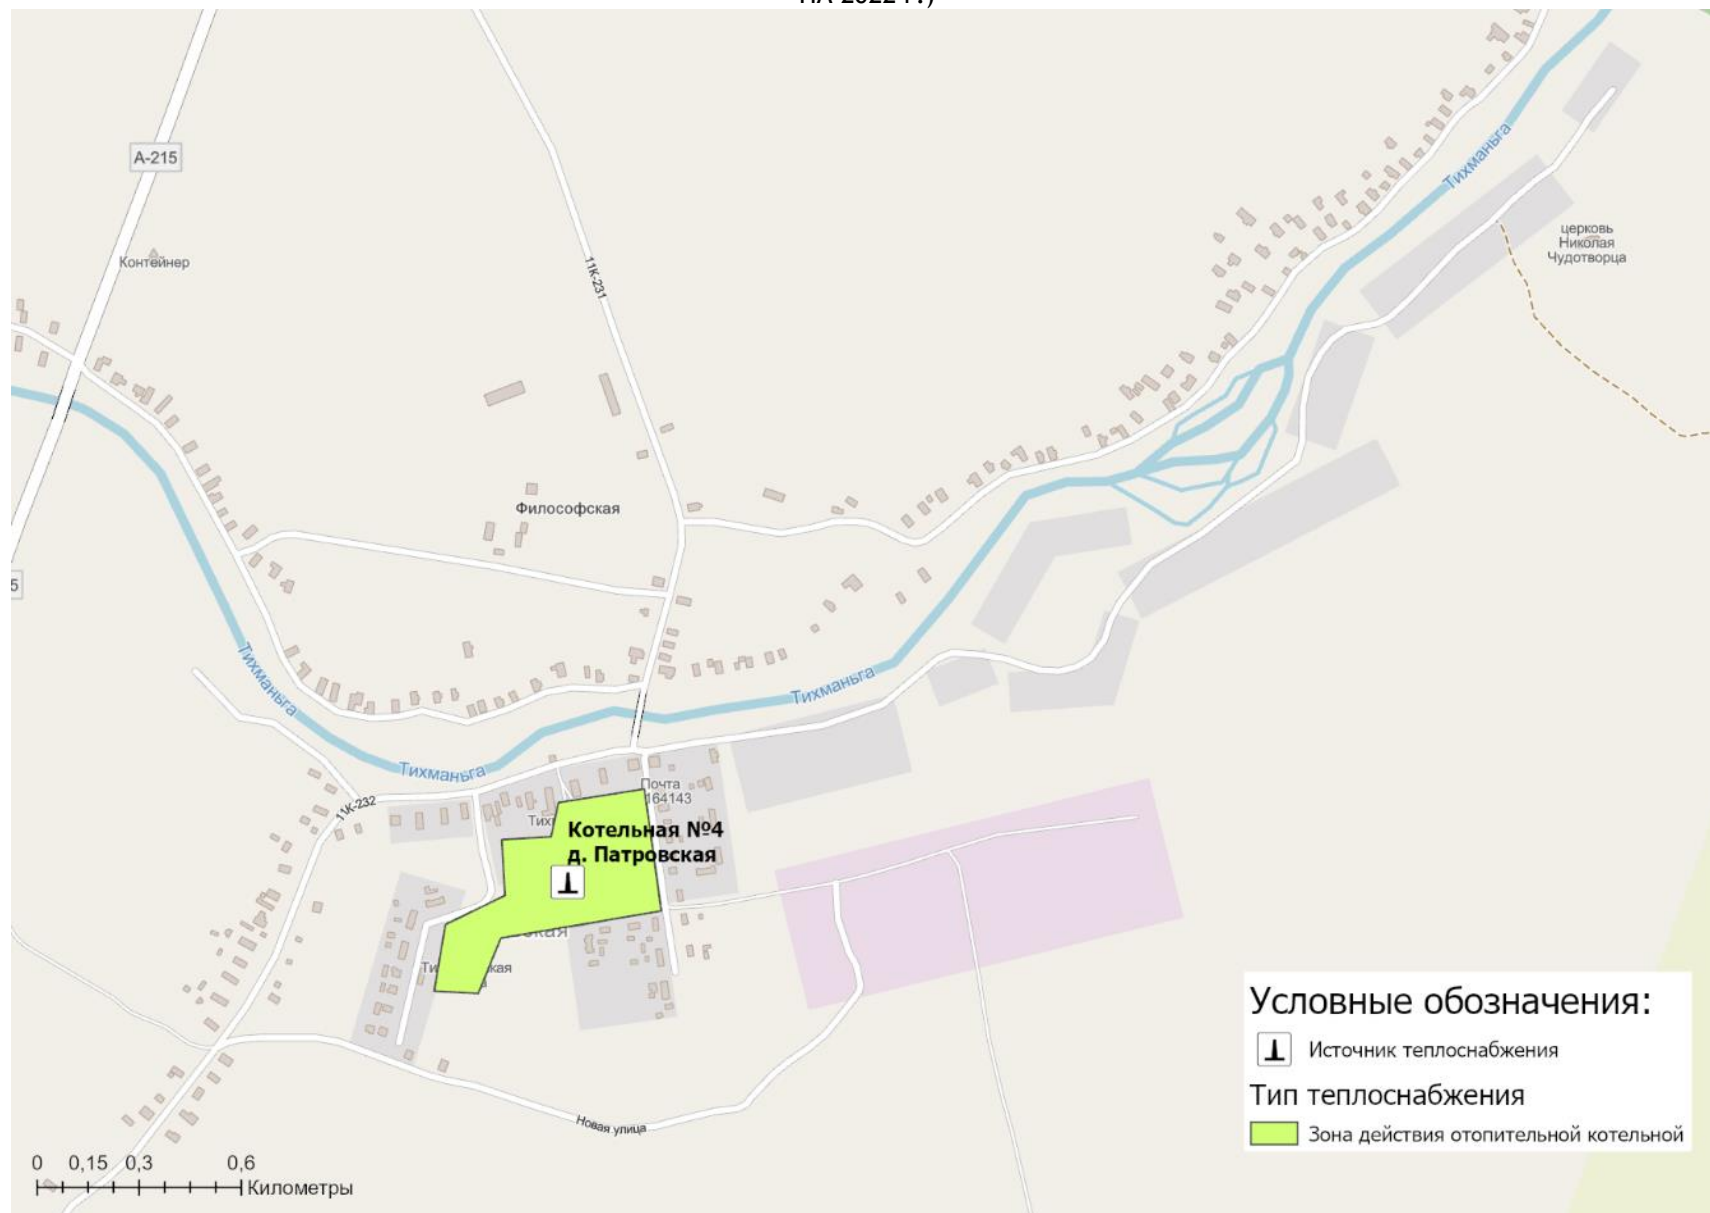 А-215
Контейнер
11К-231
Тихманьга
церковь
Николая
Чудотворца
Философская
5
Тихманьга
Тихманьга
Тихманьга
11К-232
Почта
164143
Котельная №4
д. Патровская
Новая улица
Условные обозначения:
Источник теплоснабжения
Тип теплоснабжения
Зона действия отопительной котельной
0 0,15 0,3 0,6
Километры